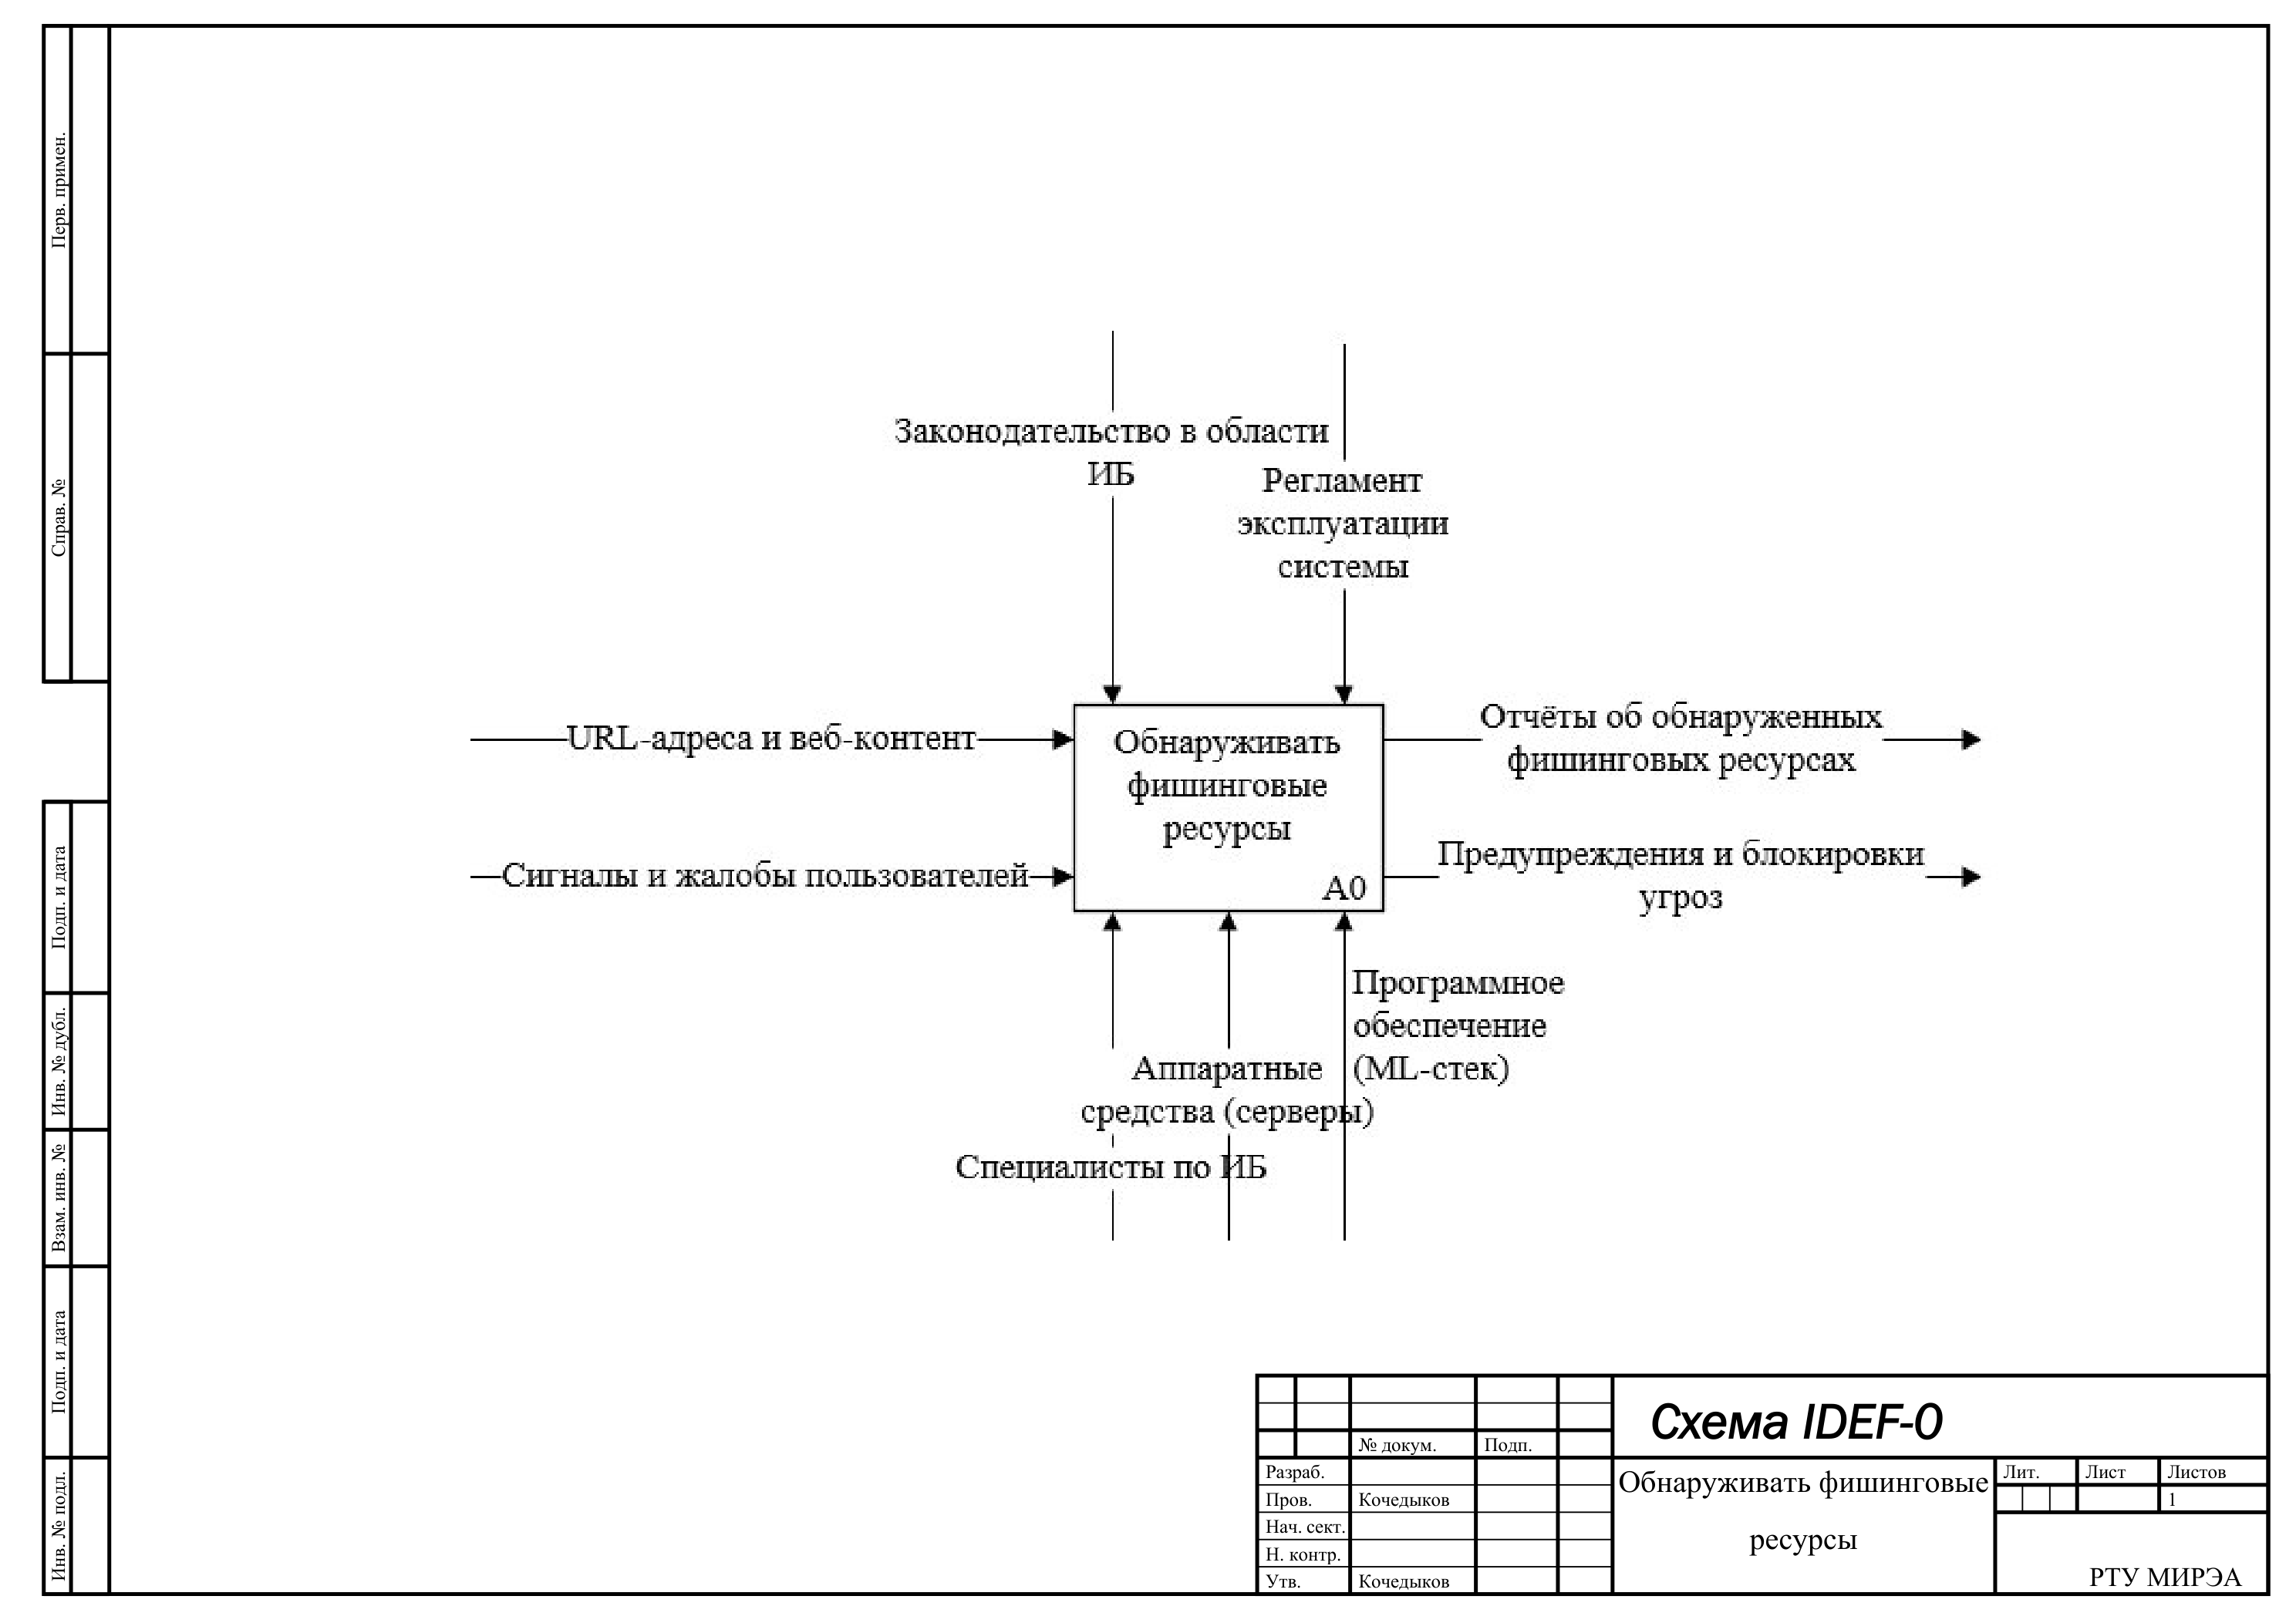 Перв. примен.
Справ. №
Подп. и дата
Инв. № дубл.
Взам. инв. №
Подп. и дата
Инв. № подл.
Законодательство в области
ИБ
Регламент
эксплуатации
системы
URL-адреса и веб-контент
Сигналы и жалобы пользователей
Обнаруживать
фишинговые
ресурсы
A0
Отчёты об обнаруженных
фишинговых ресурсах
Предупреждения и блокировки
угроз
Программное
обеспечение
(ML-стек)
Аппаратные
средства (серверы)
Специалисты по ИБ
№ докум.
Подп.
Разраб.
Пров.
Кочедыков
Нач. сект.
Н. контр.
Утв.
Кочедыков
Схема IDEF-0
Обнаруживать фишинговые
ресурсы
Лит.
Лист
Листов
1
РТУ МИРЭА